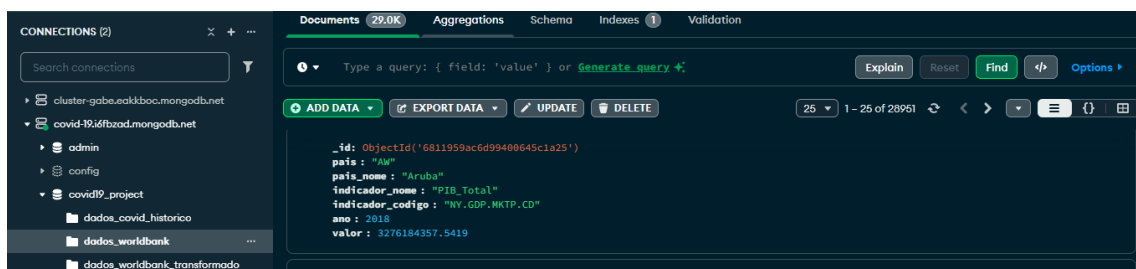 CONNECTIONS (2)
Search connections
cluster-gabe.eakkboc.mongodb.net
covid-19.i6fbzad.mongodb.net
admin
config
covid19_project
dados_covid_historico
dados_worldbank
dados_worldbank_transformado
Documents 29.0K Aggregations Schema Indexes 1 Validation
Type a query: { field: 'value' } or Generate query
Explain Reset Find </> Options
ADD DATA EXPORT DATA UPDATE DELETE
25 1 – 25 of 28951 {}
_id: ObjectId('6811959ac6d99400645c1a25')
pais : "AW"
pais_nome : "Aruba"
indicador_nome : "PIB_Total"
indicador_codigo : "NY.GDP.MKTP.CD"
ano : 2018
valor : 3276184357.5419